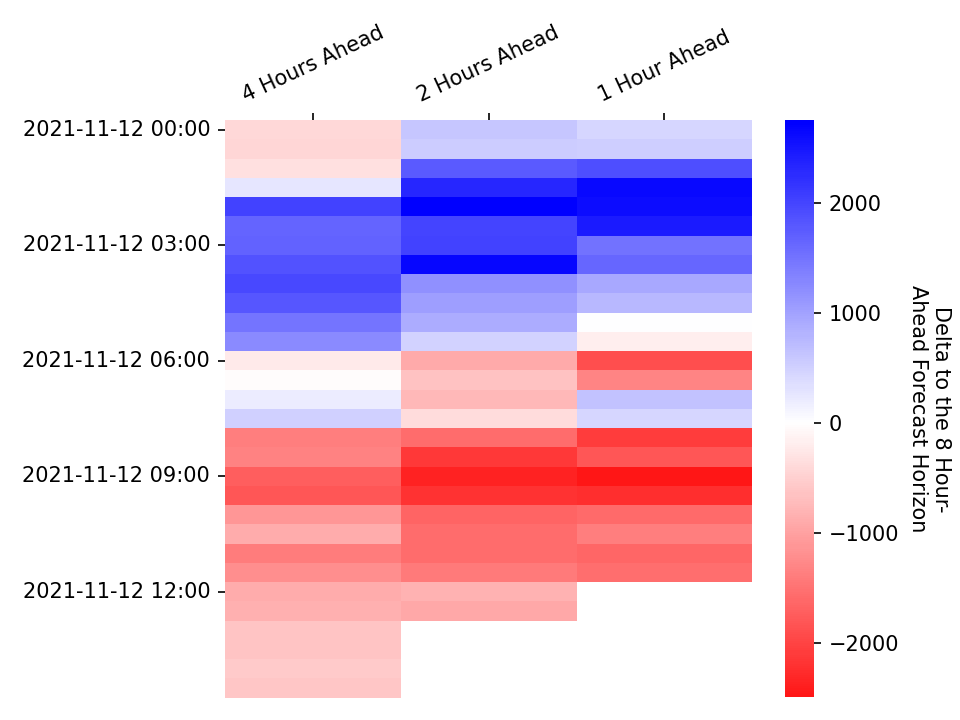 4 Hours Ahead
2 Hours Ahead
1 Hour Ahead
2021-11-12 00:00
2021-11-12 03:00
2021-11-12 06:00
2021-11-12 09:00
2021-11-12 12:00
2000
1000
0
−1000
−2000
Delta to the 8 Hour-
Ahead Forecast Horizon